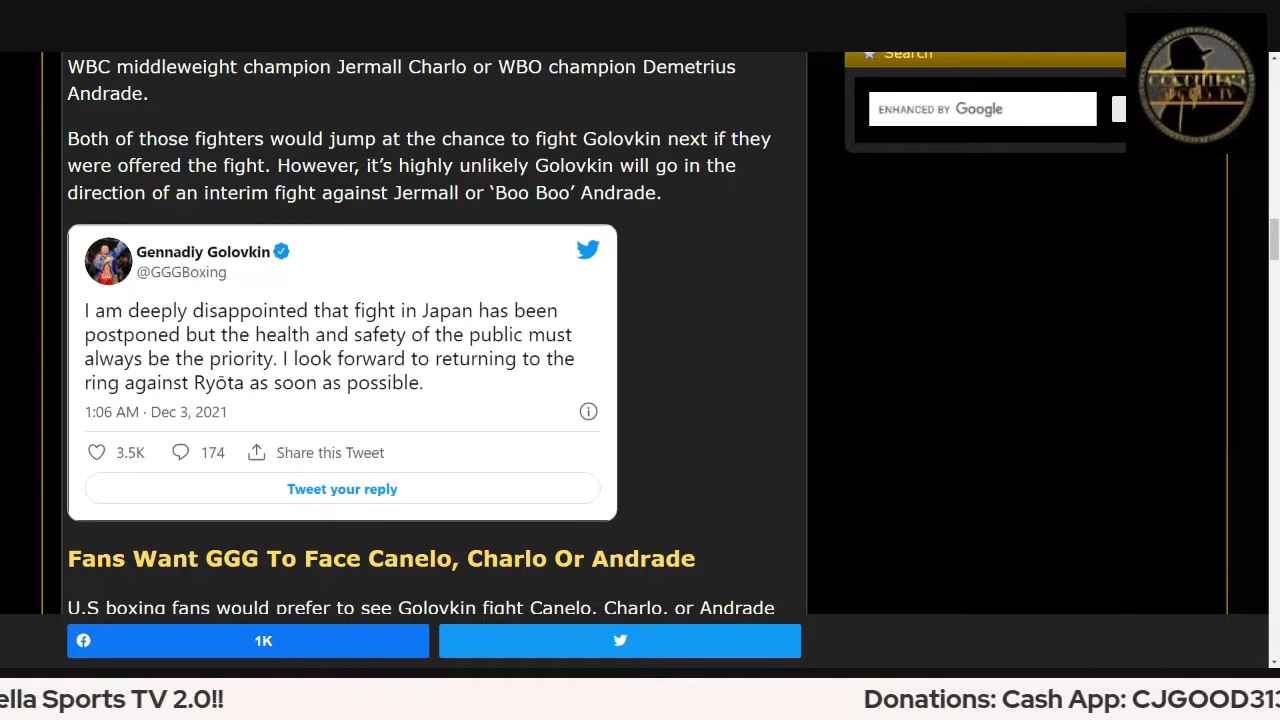 WBC middleweight champion Jermall Charlo or WBO champion Demetrius
Andrade.
Search
ENHANCED BY Google
Both of those fighters would jump at the chance to fight Golovkin next if they
were offered the fight. However, it’s highly unlikely Golovkin will go in the
direction of an interim fight against Jermall or ‘Boo Boo’ Andrade.
Gennadiy Golovkin
@GGGBoxing
I am deeply disappointed that fight in Japan has been
postponed but the health and safety of the public must
always be the priority. I look forward to returning to the
ring against Ryōta as soon as possible.
1:06 AM · Dec 3, 2021
3.5K 174 Share this Tweet
Tweet your reply
Fans Want GGG To Face Canelo, Charlo Or Andrade
U.S boxing fans would prefer to see Golovkin fight Canelo, Charlo, or Andrade
1K
ella Sports TV 2.0!!
Donations: Cash App: CJGOOD313